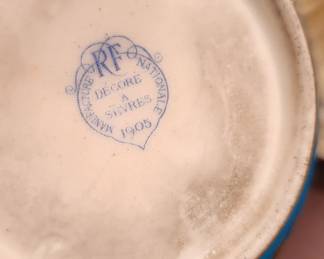 RF
MANUFACTURE NATIONALE
DÉCORÉ
A
SÈVRES
1905